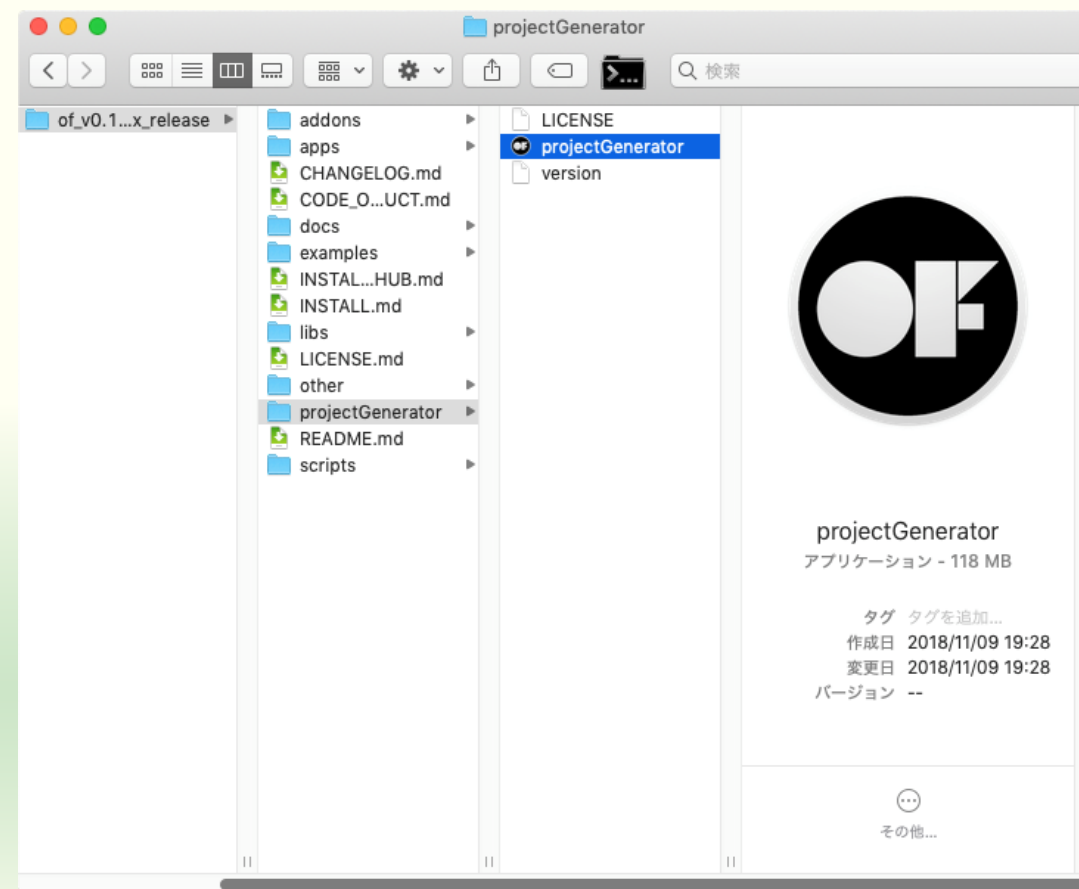 projectGenerator
検索
of_v0.1...x_release
addons
apps
CHANGELOG.md
CODE_O...UCT.md
docs
examples
INSTAL...HUB.md
INSTALL.md
libs
LICENSE.md
other
projectGenerator
README.md
scripts
LICENSE
projectGenerator
version
OF
projectGenerator
アプリケーション - 118 MB
タグ タグを追加...
作成日 2018/11/09 19:28
変更日 2018/11/09 19:28
バージョン --
その他...